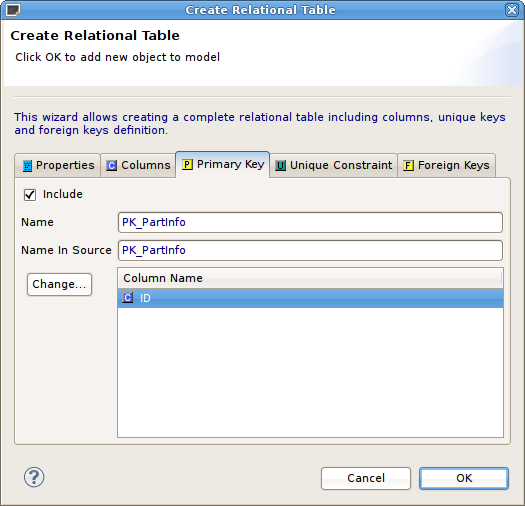 Create Relational Table
Create Relational Table
Click OK to add new object to model
This wizard allows creating a complete relational table including columns, unique keys
and foreign keys definition.
Properties C Columns P Primary Key U Unique Constraint F Foreign Keys
Include
Name PK_PartInfo
Name In Source PK_PartInfo
Change... Column Name
C ID
? Cancel OK